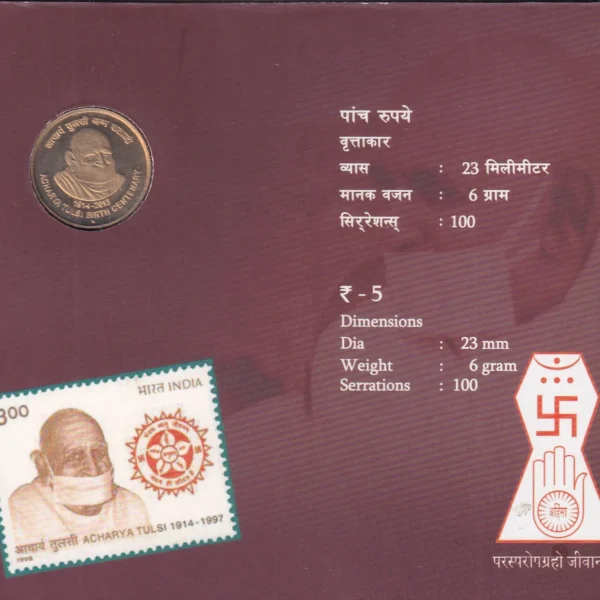 आचार्य तुलसी जन्म शताब्दी
1914-2013
ACHARYA TULSI BIRTH CENTENARY
पांच रुपये
वृत्ताकार
व्यास : 23 मिलीमीटर
मानक वजन : 6 ग्राम
सिर्रेशन्स् : 100
₹ - 5
Dimensions
Dia : 23 mm
Weight : 6 gram
Serrations : 100
300
भारत INDIA
आचार्य तुलसी ACHARYA TULSI 1914-1997
1998
अहिंसा
परस्परोपग्रहो जीवान